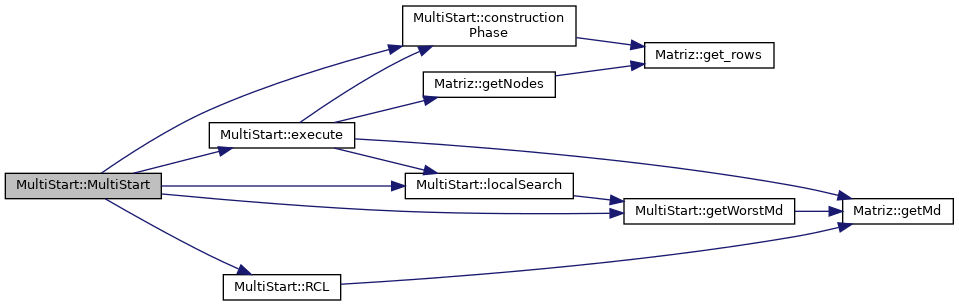 MultiStart::construction
Phase
Matriz::get_rows
Matriz::getNodes
MultiStart::execute
MultiStart::MultiStart
MultiStart::localSearch
MultiStart::getWorstMd
Matriz::getMd
MultiStart::RCL